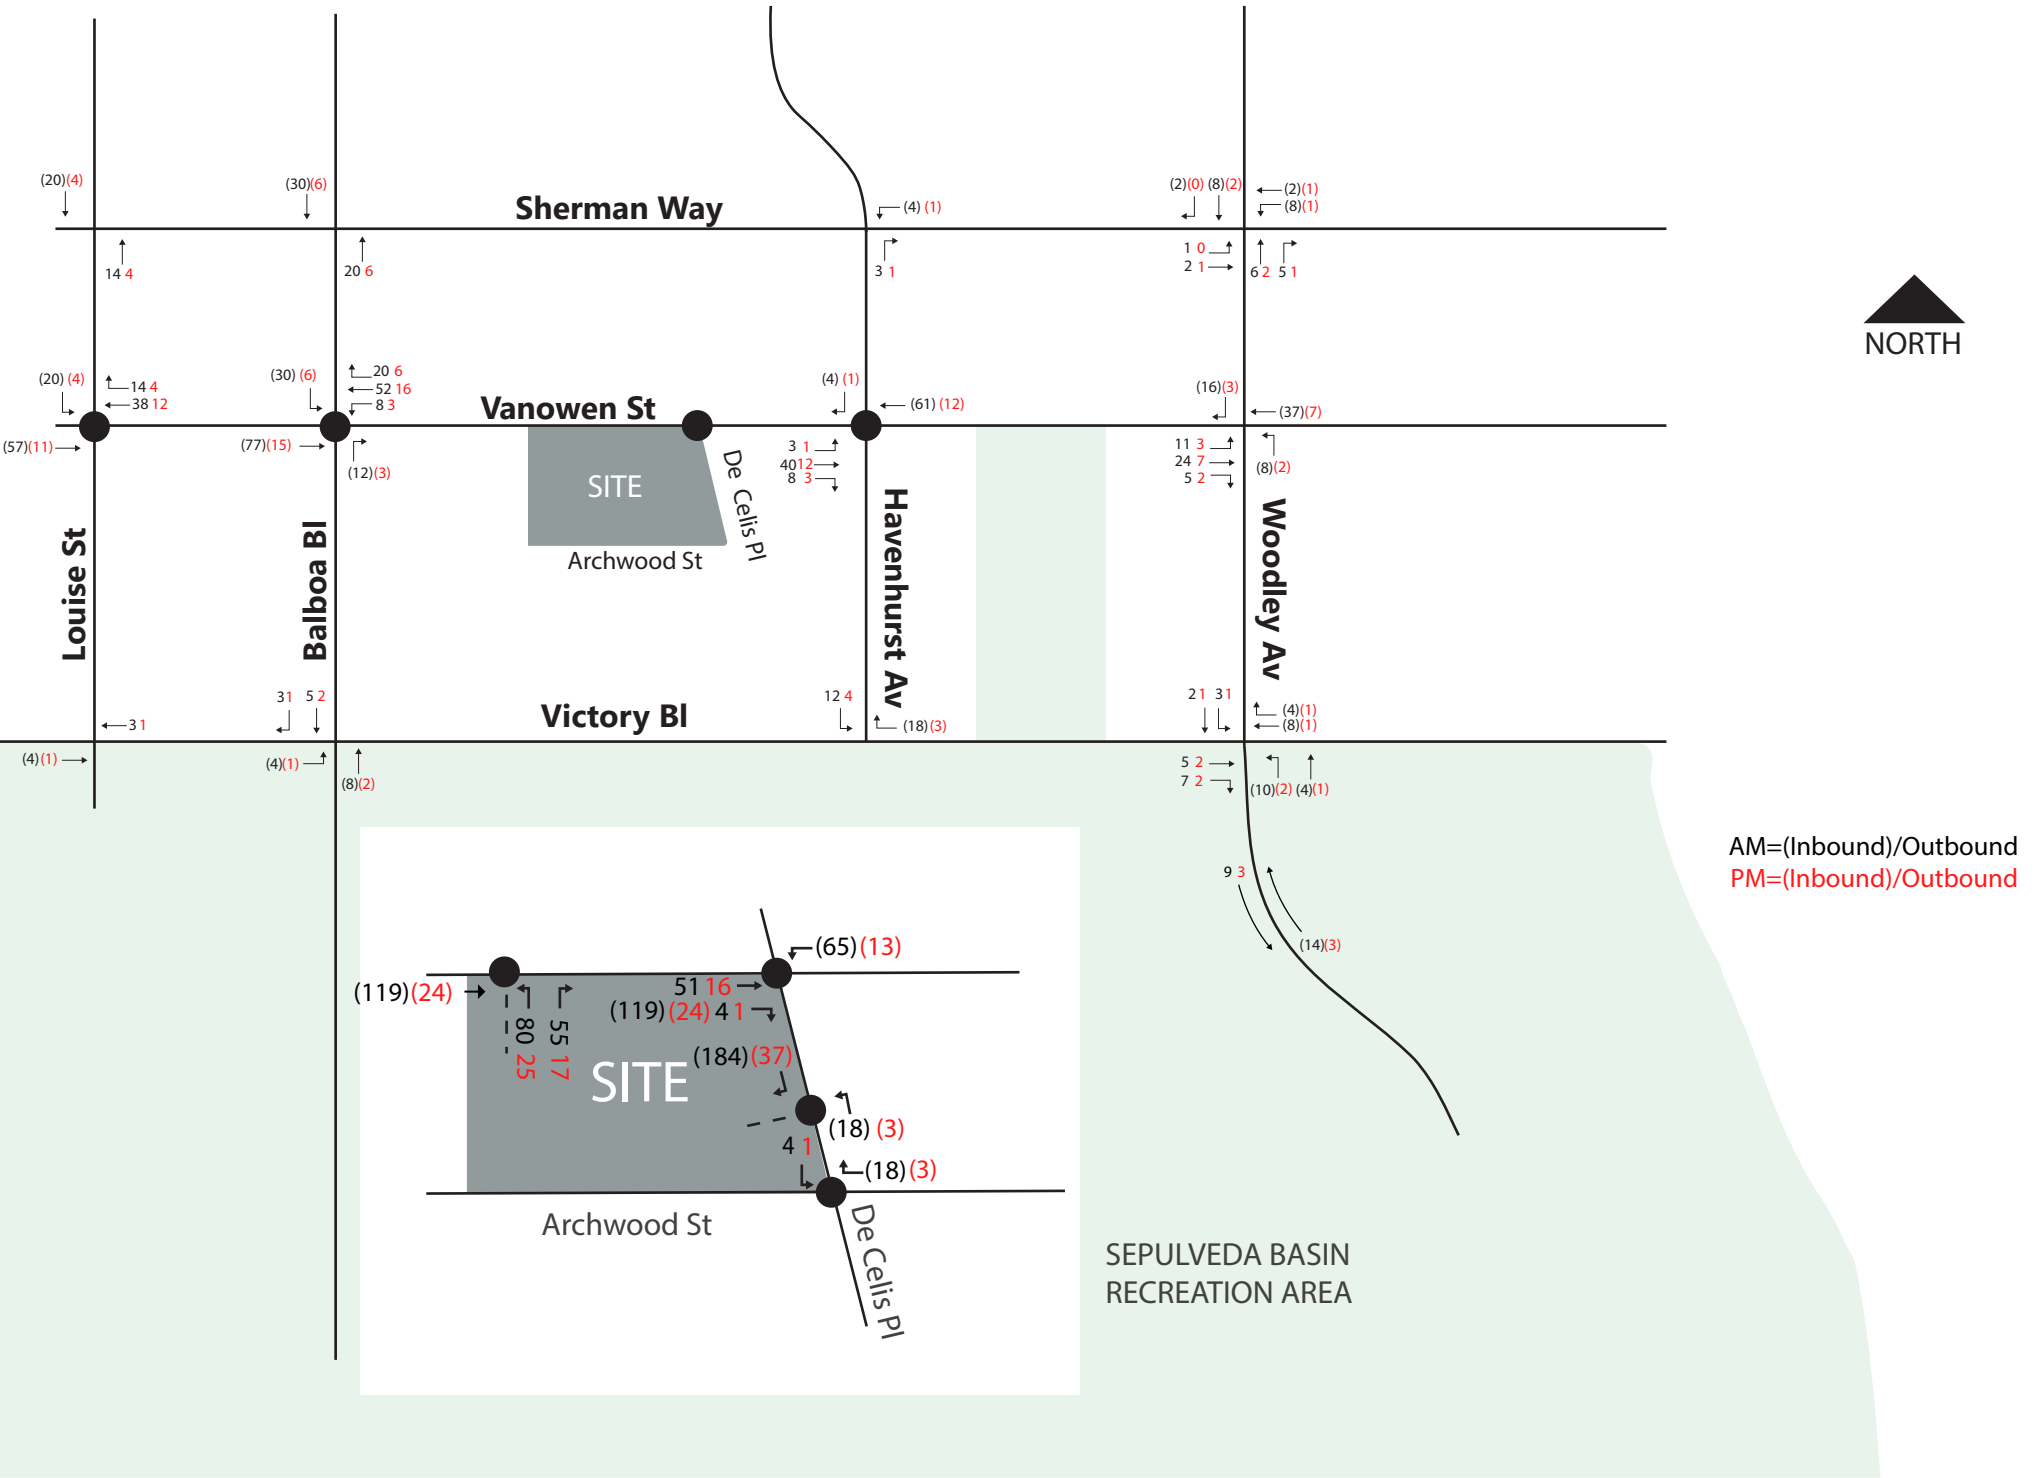 (20)(4)
(30)(6)
Sherman Way
(4) (1)
(2)(0) (8)(2)
(2)(1)
(8)(1)
14 4
20 6
3 1
1 0
2 1
6 2 5 1
NORTH
(20) (4)
14 4
38 12
(30) (6)
20 6
52 16
8 3
Vanowen St
(4) (1)
(61) (12)
(16)(3)
(37)(7)
(57)(11)
(77)(15)
(12)(3)
SITE
De Celis Pl
Archwood St
3 1
40 12
8 3
11 3
24 7
5 2
(8)(2)
Louise St
Balboa Bl
Havenhurst Av
Woodley Av
3 1
3 1 5 2
Victory Bl
12 4
(18)(3)
2 1 3 1
(4)(1)
(8)(1)
(4)(1)
(4)(1)
(8)(2)
5 2
7 2
(10)(2) (4)(1)
9 3
(14)(3)
AM=(Inbound)/Outbound
PM=(Inbound)/Outbound
(65) (13)
(119)(24)
51 16
(119) (24) 4 1
80 25
55 17
(184) (37)
SITE
(18) (3)
4 1
(18) (3)
Archwood St
De Celis Pl
SEPULVEDA BASIN
RECREATION AREA